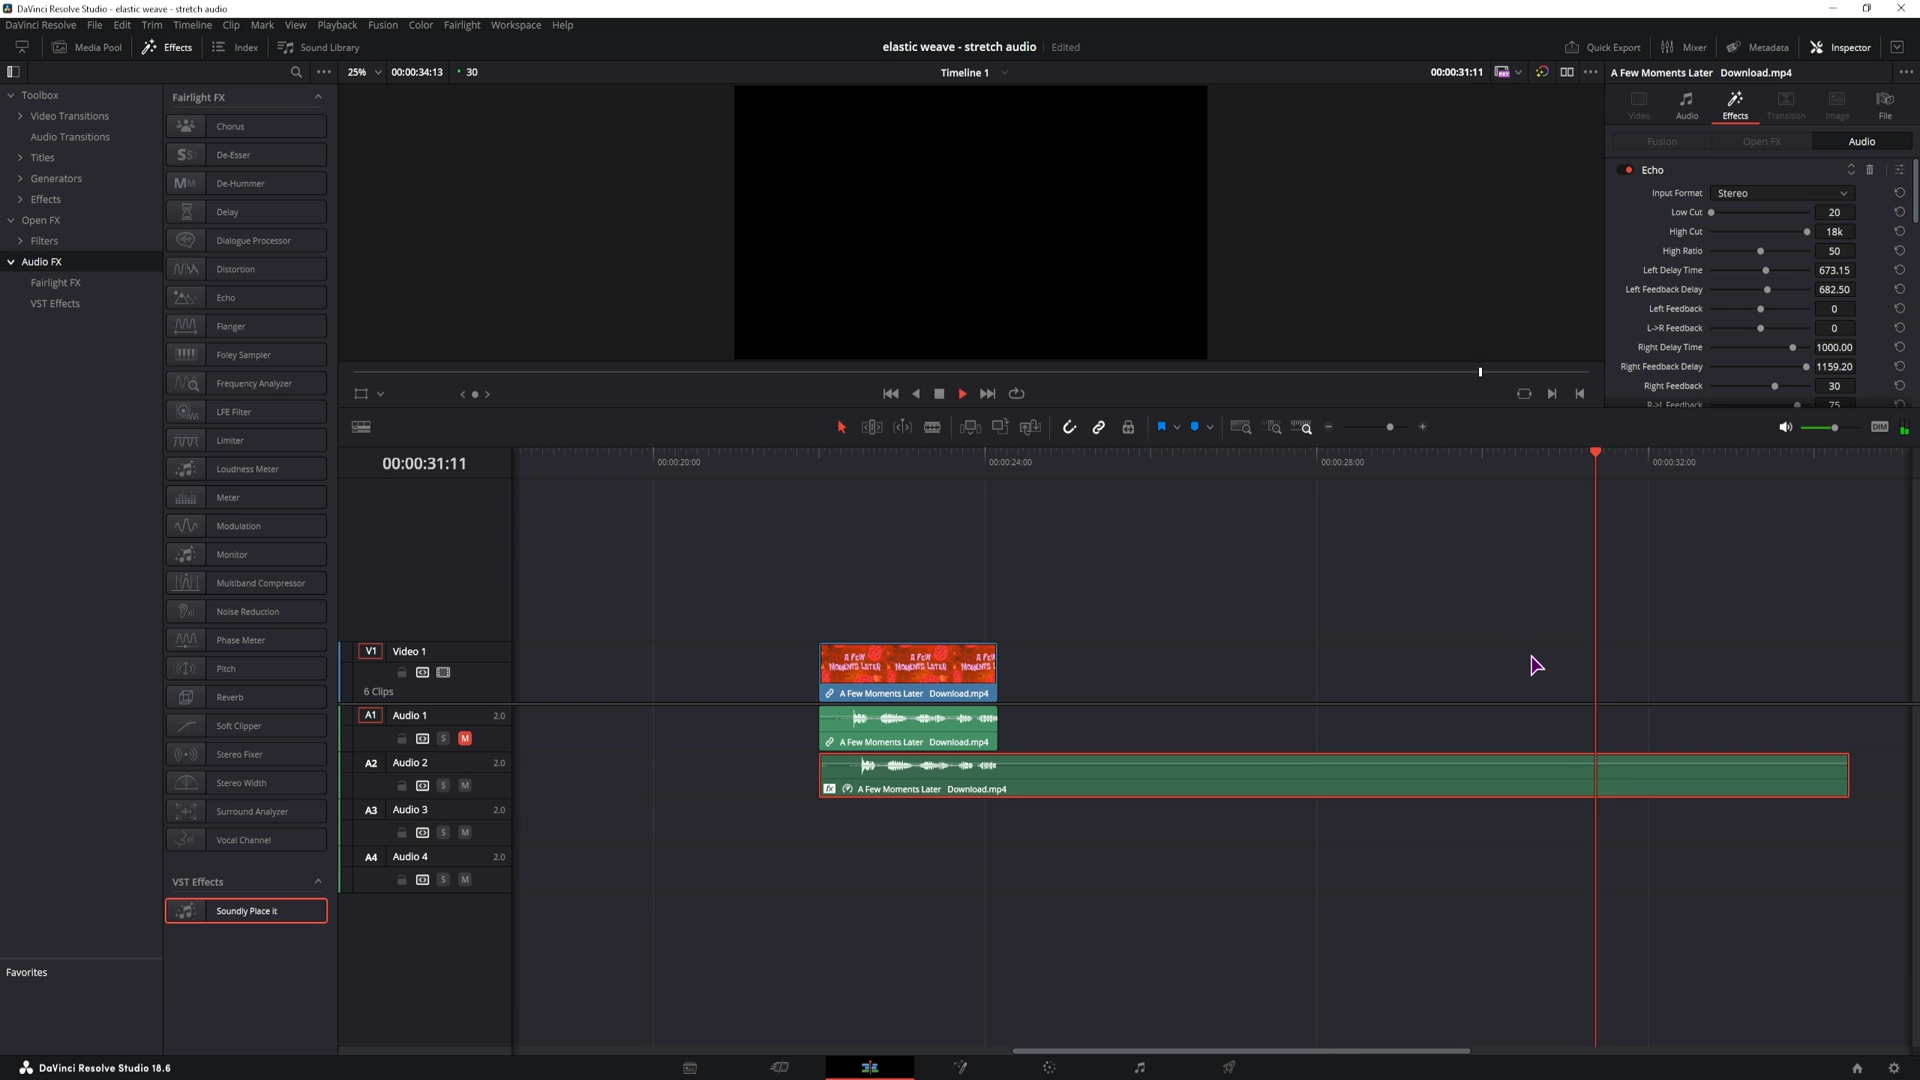 DaVinci Resolve Studio - elastic weave - stretch audio
DaVinci Resolve File Edit Trim Timeline Clip Mark View Playback Fusion Color Fairlight Workspace Help
Media Pool Effects Index Sound Library elastic weave - stretch audio Edited Quick Export Mixer Metadata Inspector
25% 00:00:34:13 30 Timeline 1 00:00:31:11 A Few Moments Later Download.mp4
Toolbox
Video Transitions
Audio Transitions
Titles
Generators
Effects
Open FX
Filters
Audio FX
Fairlight FX
VST Effects
Favorites
Fairlight FX
Chorus
De-Esser
De-Hummer
Delay
Dialogue Processor
Distortion
Echo
Flanger
Foley Sampler
Frequency Analyzer
LFE Filter
Limiter
Loudness Meter
Meter
Modulation
Monitor
Multiband Compressor
Noise Reduction
Phase Meter
Pitch
Reverb
Soft Clipper
Stereo Fixer
Stereo Width
Surround Analyzer
Vocal Channel
VST Effects
Soundly Place it
Video Audio Effects Transition Image File
Fusion Open FX Audio
Echo
Input Format Stereo
Low Cut 20
High Cut 18k
High Ratio 50
Left Delay Time 673.15
Left Feedback Delay 682.50
Left Feedback 0
L->R Feedback 0
Right Delay Time 1000.00
Right Feedback Delay 1159.20
Right Feedback 30
R->L Feedback 75
DIM
00:00:31:11 00:00:20:00 00:00:24:00 00:00:28:00 00:00:32:00
V1 Video 1
6 Clips
A FEW MOMENTS LATER A FEW MOMENTS LATER
A Few Moments Later Download.mp4
A1 Audio 1 2.0
S M
A Few Moments Later Download.mp4
A2 Audio 2 2.0
S M
fx A Few Moments Later Download.mp4
A3 Audio 3 2.0
S M
A4 Audio 4 2.0
S M
DaVinci Resolve Studio 18.6